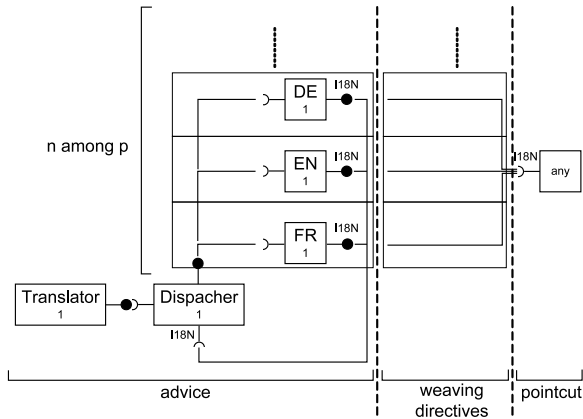 I18N
DE
1
n among p
I18N
EN
1
I18N
any
I18N
FR
1
Translator
1
Dispacher
1
I18N
advice
weaving
directives
pointcut